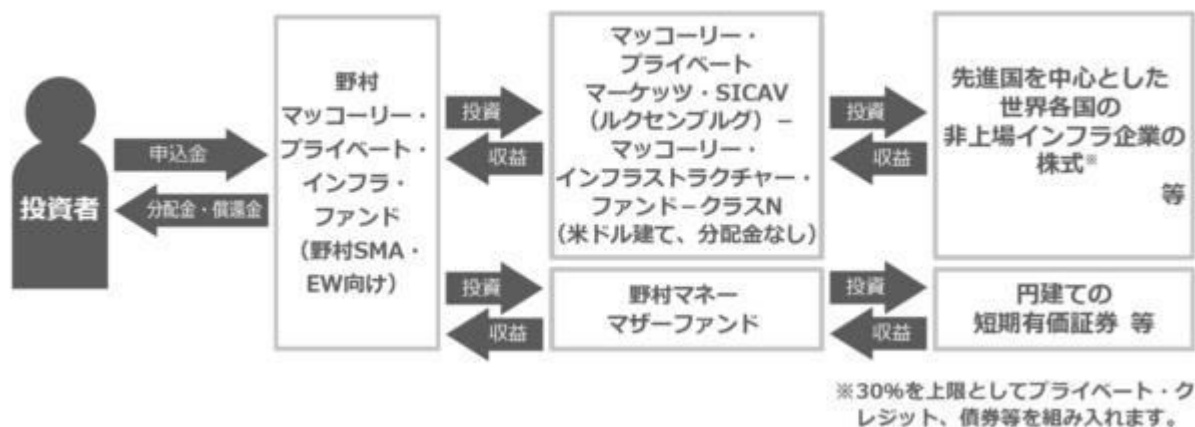 投資者
申込金
分配金・償還金
野村
マッコーリー・
プライベート・
インフラ・
ファンド
（野村SMA・
EW向け）
投資
収益
マッコーリー・
プライベート
マーケッツ・SICAV
（ルクセンブルグ）－
マッコーリー・
インフラストラクチャー・
ファンド－クラスN
（米ドル建て、分配金なし）
投資
収益
先進国を中心とした
世界各国の
非上場インフラ企業の
株式※
等
投資
収益
野村マネー
マザーファンド
投資
収益
円建ての
短期有価証券 等
※30%を上限としてプライベート・ク
レジット、債券等を組み入れます。